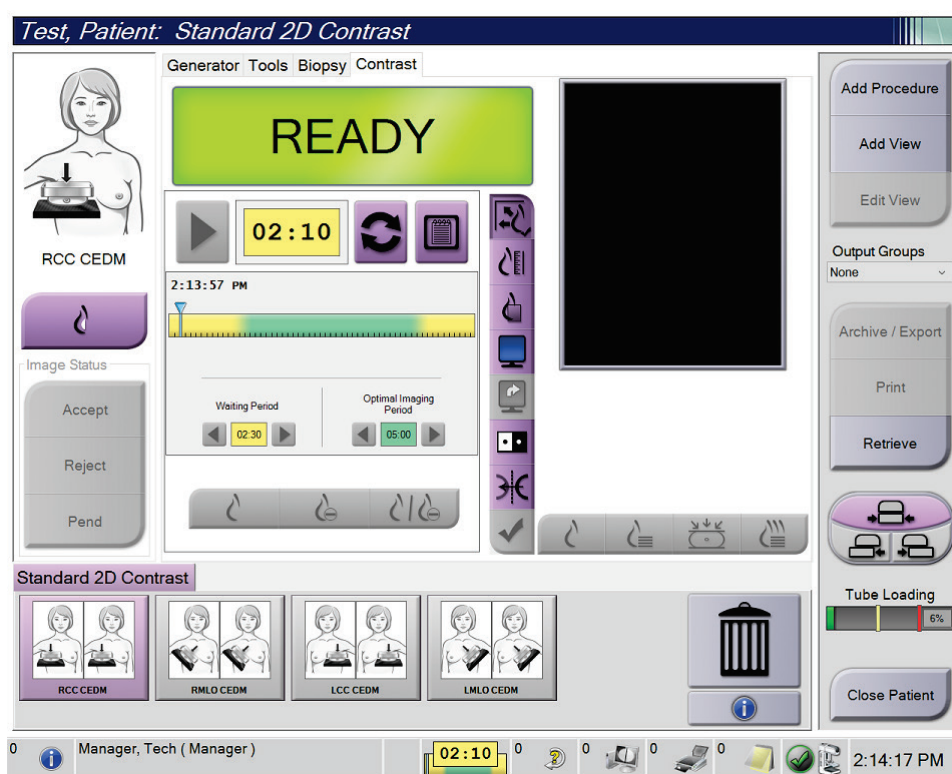 Test, Patient: Standard 2D Contrast
Generator Tools Biopsy Contrast
READY
RCC CEDM
02:10
2:13:57 PM
Waiting Period
02:30
Optimal Imaging
Period
05:00
Image Status
Accept
Reject
Pend
Add Procedure
Add View
Edit View
Output Groups
None
Archive / Export
Print
Retrieve
Tube Loading
6%
Close Patient
Standard 2D Contrast
RCC CEDM
RMLO CEDM
LCC CEDM
LMLO CEDM
0 Manager, Tech ( Manager ) 02:10 0 0 0 0 2:14:17 PM